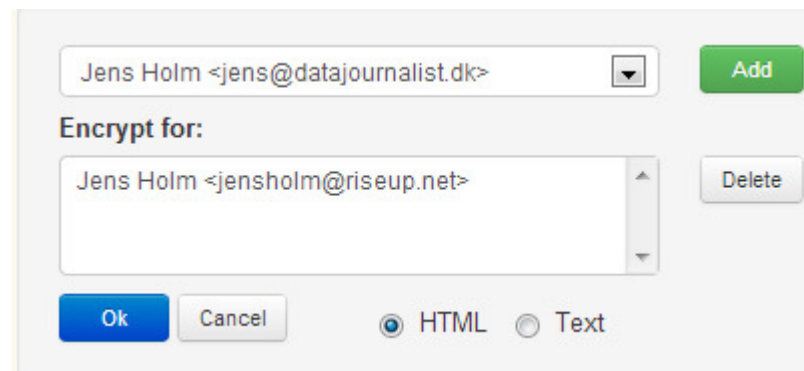 Jens Holm <jens@datajournalist.dk> Add
Encrypt for:
Jens Holm <jensholm@riseup.net> Delete
Ok Cancel HTML Text